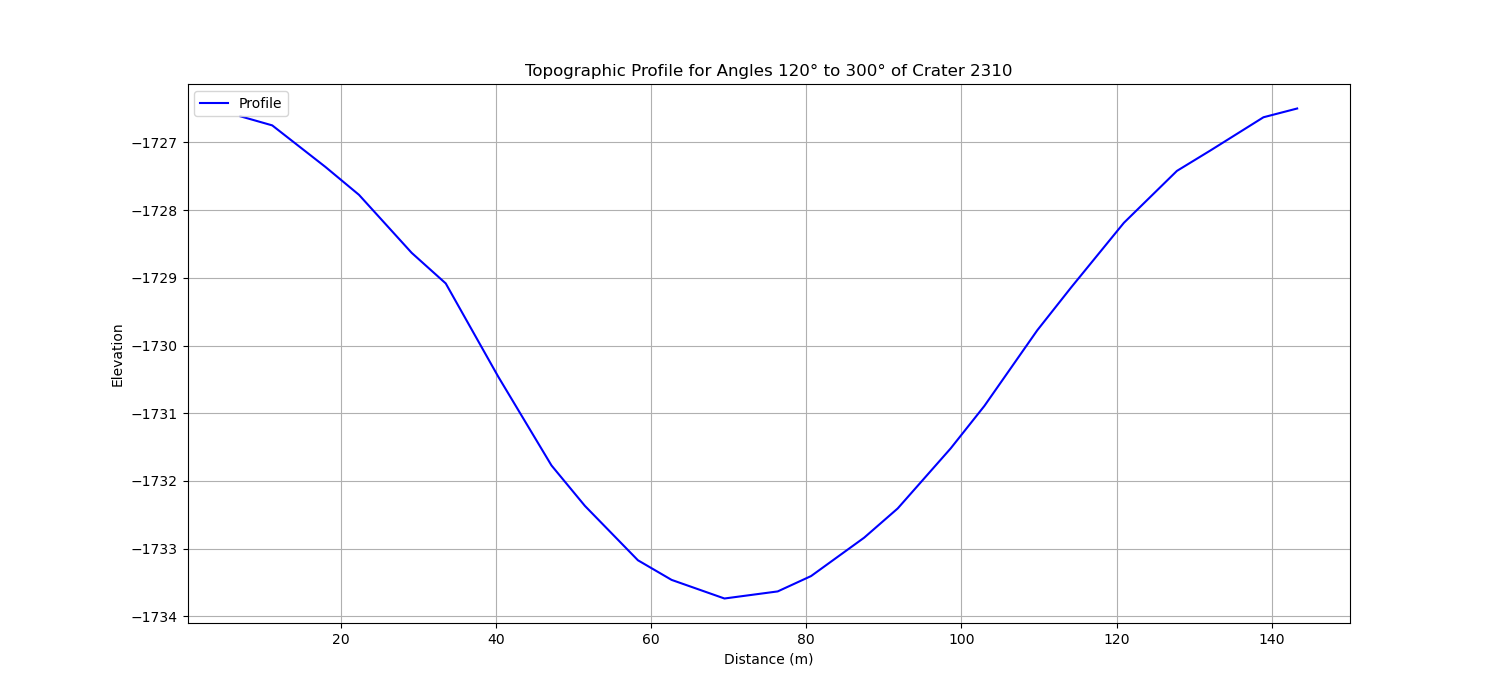 Topographic Profile for Angles 120° to 300° of Crater 2310
Profile
−1727
−1728
−1729
−1730
−1731
−1732
−1733
−1734
Elevation
20 40 60 80 100 120 140
Distance (m)